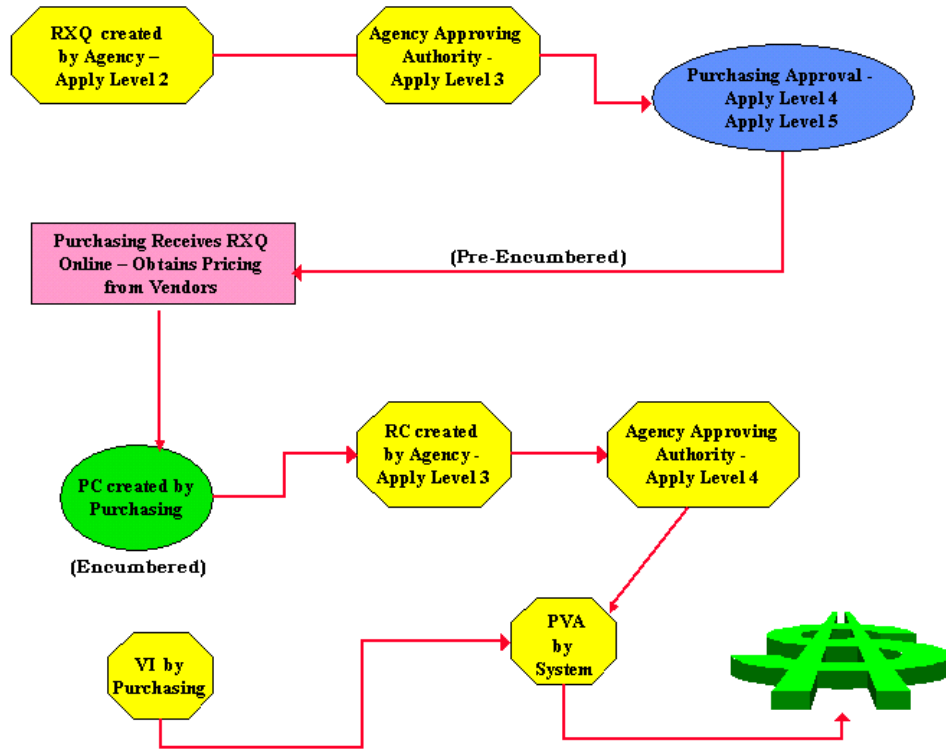 RXQ created
by Agency –
Apply Level 2
Agency Approving
Authority -
Apply Level 3
Purchasing Approval -
Apply Level 4
Apply Level 5
Purchasing Receives RXQ
Online – Obtains Pricing
from Vendors
(Pre-Encumbered)
RC created
by Agency -
Apply Level 3
Agency Approving
Authority -
Apply Level 4
PC created by
Purchasing
(Encumbered)
VI by
Purchasing
PVA
by
System